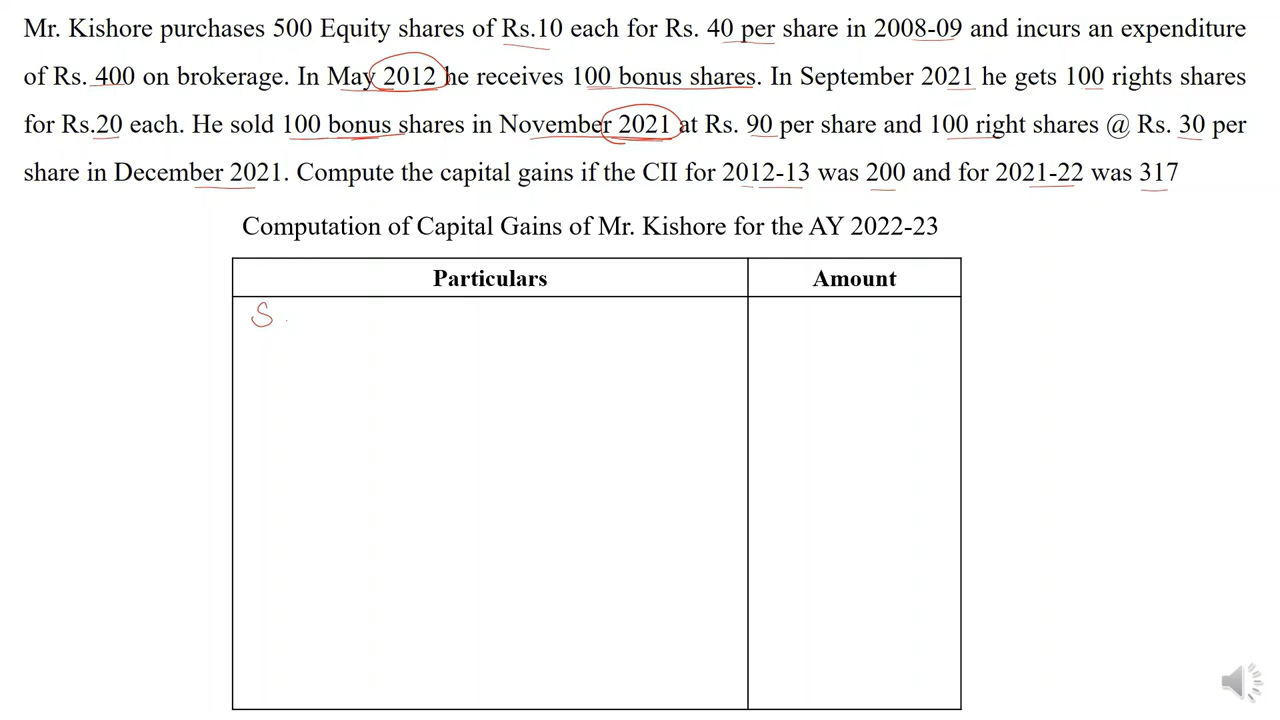 Mr. Kishore purchases 500 Equity shares of Rs.10 each for Rs. 40 per share in 2008-09 and incurs an expenditure
of Rs. 400 on brokerage. In May 2012 he receives 100 bonus shares. In September 2021 he gets 100 rights shares
for Rs.20 each. He sold 100 bonus shares in November 2021 at Rs. 90 per share and 100 right shares @ Rs. 30 per
share in December 2021. Compute the capital gains if the CII for 2012-13 was 200 and for 2021-22 was 317
Computation of Capital Gains of Mr. Kishore for the AY 2022-23
Particulars Amount
S